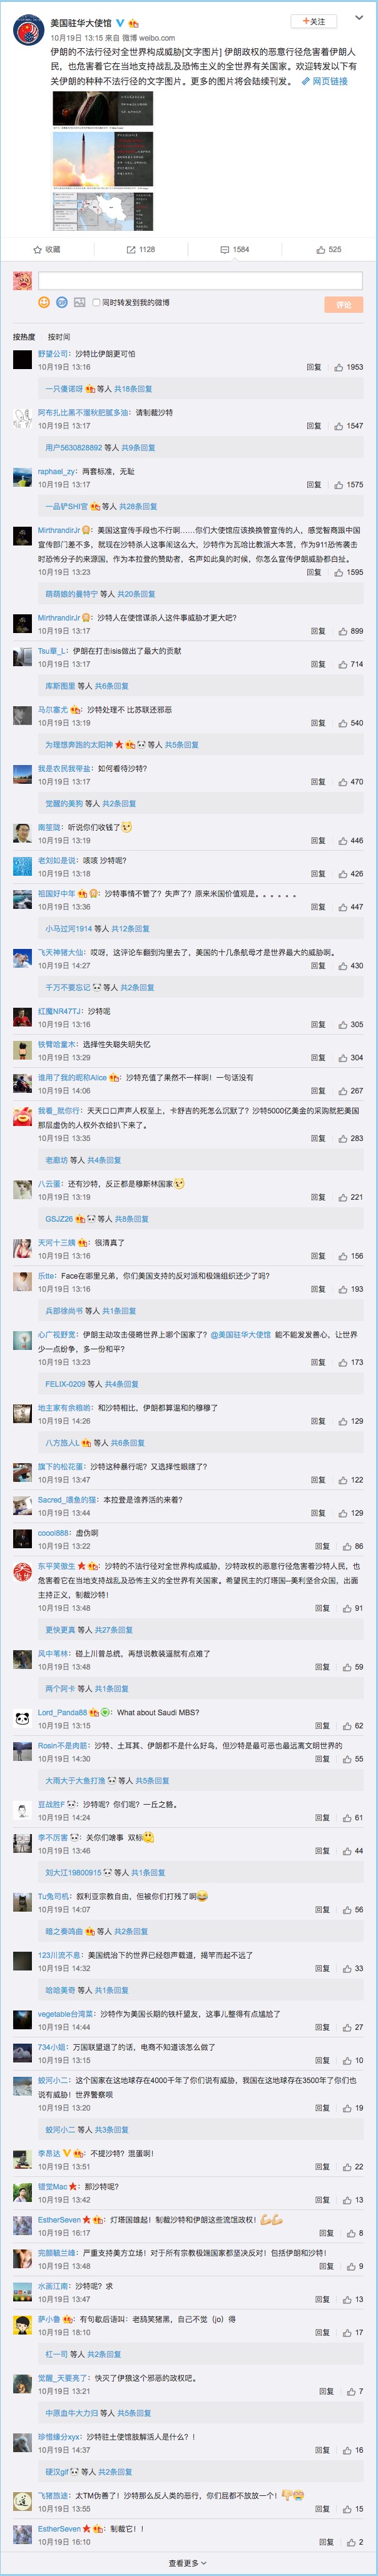 美国驻华大使馆
+关注
10月19日 13:15 来自 微博 weibo.com
伊朗的不法行径对全世界构成威胁[文字图片] 伊朗政权的恶意行径危害着伊朗人
民，也危害着它在当地支持战乱及恐怖主义的全世界有关国家。欢迎转发以下有
关伊朗的种种不法行径的文字图片。更多的图片将会陆续刊发。 网页链接
收藏
1128
1584
525
同时转发到我的微博
评论
按热度 按时间
野望公司：沙特比伊朗更可怕
10月19日 13:16 回复 1953
一只傻诺呀 等人 共18条回复
阿布扎比黑不溜秋肥腻多油：请制裁沙特
10月19日 13:17 回复 1547
用户5630828892 等人 共9条回复
raphael_zy：两套标准，无耻
10月19日 13:17 回复 1575
一品铲SHI官 等人 共28条回复
MirthrandirJr ：美国这宣传手段也不行啊……你们大使馆应该换换管宣传的人，感觉智商跟中国
宣传部门差不多，就现在沙特杀人这事闹这么大，沙特作为瓦哈比教派大本营，作为911恐怖袭击
时恐怖分子的来源国，作为本拉登的赞助者，名声如此臭的时候，你怎么宣传伊朗威胁都白扯。
10月19日 13:23 回复 1595
萌萌娘的曼特宁 等人 共20条回复
MirthrandirJr ：沙特人在使馆谋杀人这件事威胁才更大吧？
10月19日 13:17 回复 899
Tsu華_L：伊朗在打击isis做出了最大的贡献
10月19日 13:17 回复 714
库斯图里 等人 共6条回复
马尔塞尤 ：沙特处理不 比苏联还邪恶
10月19日 13:19 回复 540
为理想奔跑的太阳神 等人 共5条回复
我是农民我带盐：如何看待沙特？
10月19日 13:17 回复 470
觉醒的美狗 等人 共2条回复
南笙陇：听说你们收钱了
10月19日 13:19 回复 446
老刘如是说：咳咳 沙特呢？
10月19日 13:18 回复 426
祖国好中年 ：沙特事情不管了？失声了？原来米国价值观是。。。。。。
10月19日 13:36 回复 447
小马过河1914 等人 共12条回复
飞天神猪大仙：哎呀，这评论车翻到沟里去了，美国的十几条航母才是世界最大的威胁啊。
10月19日 14:27 回复 430
千万不要忘记 等人 共2条回复
红魔NR47TJ：沙特呢
10月19日 13:16 回复 305
铁臂哈童木：选择性失聪失明失忆
10月19日 13:29 回复 304
谁用了我的昵称Alice ：沙特充值了果然不一样啊！一句话没有
10月19日 14:06 回复 267
我看_就你行：天天口口声声人权至上，卡舒吉的死怎么沉默了？沙特5000亿美金的采购就把美国
那层虚伪的人权外衣给扒下来了。
10月19日 13:35 回复 283
老廊坊 等人 共4条回复
八云蛋：还有沙特，反正都是穆斯林国家
10月19日 13:19 回复 221
GSJZ26 等人 共8条回复
天河十三姨 ：很清真了
10月19日 13:16 回复 156
乐tte：Face在哪里兄弟，你们美国支持的反对派和极端组织还少了吗？
10月19日 13:16 回复 193
兵部徐尚书 等人 共1条回复
心广视野宽：伊朗主动攻击侵略世界上哪个国家了？@美国驻华大使馆 能不能发发善心，让世界
少一点纷争，多一份和平？
10月19日 13:23 回复 173
FELIX-0209 等人 共4条回复
地主家有余粮哟：和沙特相比，伊朗都算温和的穆穆了
10月19日 14:26 回复 129
八方旅人L 等人 共6条回复
旗下的松花蛋：沙特这种暴行呢？又选择性眼瞎了？
10月19日 13:47 回复 122
Sacred_喂鱼的猫：本拉登是谁养活的来着？
10月19日 13:44 回复 129
coool888：虚伪啊
10月19日 13:22 回复 86
东平笑傲生 ：沙特的不法行径对全世界构成威胁，沙特政权的恶意行径危害着沙特人民，也
危害着它在当地支持战乱及恐怖主义的全世界有关国家。希望民主的灯塔国--美利坚合众国，出面
主持正义，制裁沙特！
10月19日 13:48 回复 91
更快更真 等人 共27条回复
风中苇林：碰上川普总统，再想说教装逼就有点难了
10月19日 13:48 回复 59
两个阿卡 等人 共1条回复
Lord_Panda88 ：What about Saudi MBS?
10月19日 13:15 回复 62
Rosin不是肉筋：沙特、土耳其、伊朗都不是什么好鸟，但沙特是最可恶也最远离文明世界的
10月19日 14:30 回复 55
大雨大于大鱼打渔 等人 共5条回复
豆战胜F ：沙特呢？你们呢？一丘之貉。
10月19日 14:24 回复 61
李不厉害 ：关你们啥事 双标
10月19日 13:46 回复 44
刘大江19800915 等人 共1条回复
Tu兔司机：叙利亚宗教自由，但被你们打残了啊
10月19日 14:07 回复 56
暗之奏鸣曲 等人 共2条回复
123川流不息：美国统治下的世界已经怨声载道，揭竿而起不远了
10月19日 14:32 回复 33
哈哈美奇 等人 共1条回复
vegetable台湾菜：沙特作为美国长期的铁杆盟友，这事儿整得有点尴尬了
10月19日 14:44 回复 27
734小姐：万国联盟退了的话，电商不知道该怎么做了
10月19日 13:15 回复 10
蛟河小二：这个国家在这地球存在4000千年了你们说有威胁，我国在这地球存在3500年了你们也
说有威胁！世界警察呗
10月19日 13:20 回复 19
蛟河小二 等人 共3条回复
李昂达 ：不提沙特？混蛋啊！
10月19日 13:51 回复 22
错觉Mac ：那沙特呢？
10月19日 13:42 回复 13
EstherSeven ：灯塔国雄起！制裁沙特和伊朗这些流氓政权！
10月19日 16:17 回复 8
完颜毓兰峰：严重支持美方立场！对于所有宗教极端国家都坚决反对！包括伊朗和沙特！
10月19日 13:48 回复 9
水画江南：沙特呢？求
10月19日 13:47 回复 13
萨小鲁 ：有句歇后语叫：老鸹笑猪黑，自己不觉（jo）得
10月19日 18:10 回复 17
杠一司 等人 共2条回复
觉醒_天要亮了：快灭了伊狼这个邪恶的政权吧。
10月19日 13:21 回复 7
中原血牛大力归 等人 共5条回复
珍惜缘分xyx：沙特驻土使馆肢解活人是什么？！
10月19日 14:37 回复 16
硬汉gif 等人 共2条回复
飞猪旅途：太TM伪善了！沙特那么反人类的恶行，你们屁都不放放一个！
10月19日 13:55 回复 15
EstherSeven ：制裁它！！
10月19日 16:10 回复 2
查看更多